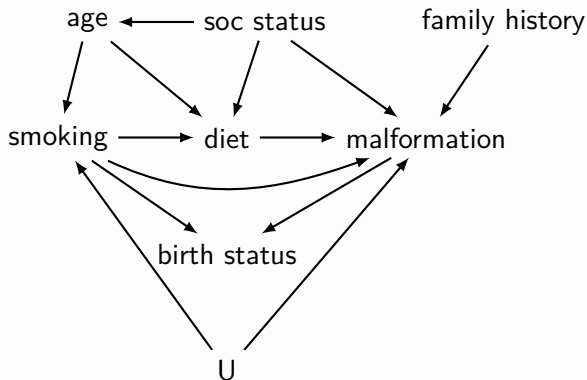 age soc status family history
smoking diet malformation
birth status
U